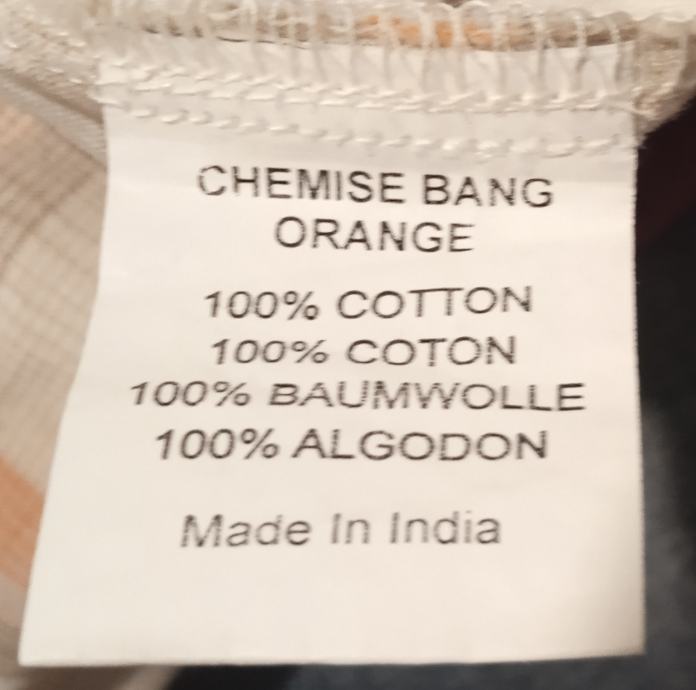 CHEMISE BANG
ORANGE
100% COTTON
100% COTON
100% BAUMWOLLE
100% ALGODON
Made In India